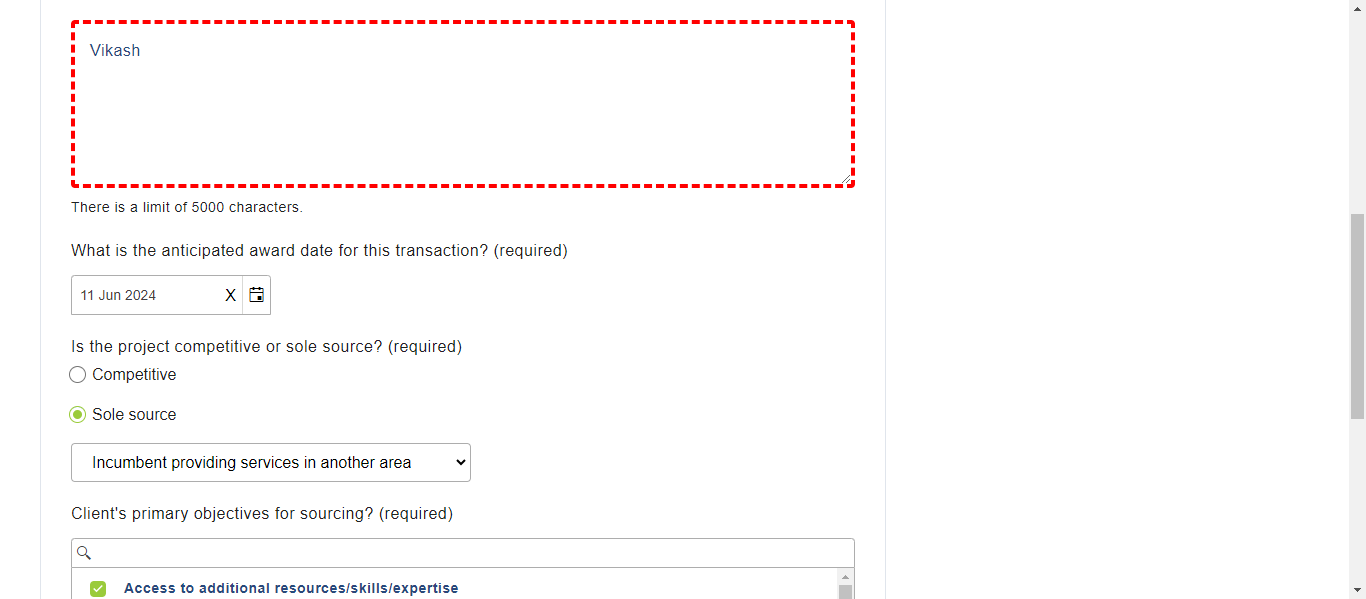 Vikash
There is a limit of 5000 characters.
What is the anticipated award date for this transaction? (required)
11 Jun 2024 X
Is the project competitive or sole source? (required)
Competitive
Sole source
Incumbent providing services in another area
Client's primary objectives for sourcing? (required)
Access to additional resources/skills/expertise